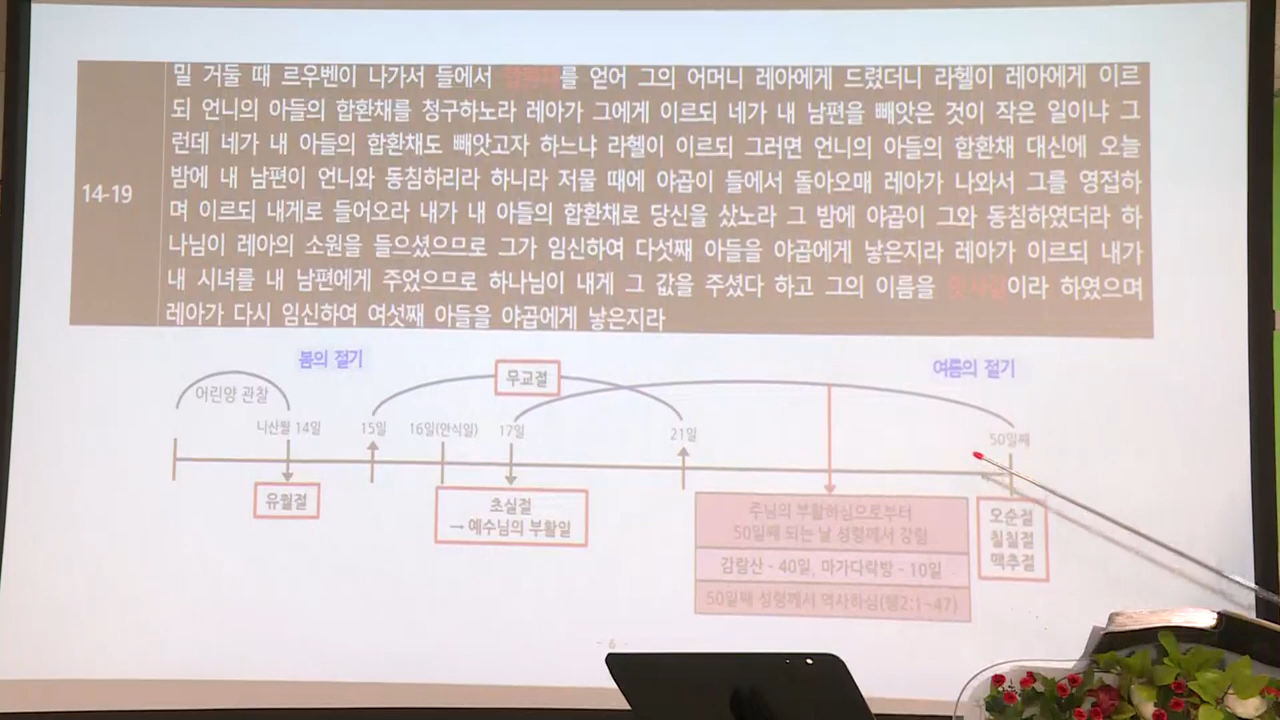 밀 거둘 때 르우벤이 나가서 들에서 를 얻어 그의 어머니 레아에게 드렸더니 라헬이 레아에게 이르
되 언니의 아들의 합환채를 청구하노라 레아가 그에게 이르되 네가 내 남편을 빼앗은 것이 작은 일이냐 그
런데 네가 내 아들의 합환채도 빼앗고자 하느냐 라헬이 이르되 그러면 언니의 아들의 합환채 대신에 오늘
밤에 내 남편이 언니와 동침하리라 하니라 저물 때에 야곱이 들에서 돌아오매 레아가 나와서 그를 영접하
14-19
며 이르되 내게로 들어오라 내가 내 아들의 합환채로 당신을 샀노라 그 밤에 야곱이 그와 동침하였더라 하
나님이 레아의 소원을 들으셨으므로 그가 임신하여 다섯째 아들을 야곱에게 낳은지라 레아가 이르되 내가
내 시녀를 내 남편에게 주었으므로 하나님이 내게 그 값을 주셨다 하고 그의 이름을 잇사갈이라 하였으며
레아가 다시 임신하여 여섯째 아들을 야곱에게 낳은지라
봄의 절기
여름의 절기
무교절
어린양 관찰
니산월 14일
15일
16일(안식일)
17일
21일
50일째
유월절
초실절
→ 예수님의 부활일
주님의 부활하심으로부터
50일째 되는 날 성령께서 강림
감람산 - 40일, 마가다락방 - 10일
50일째 성령께서 역사하심(행2:1~47)
오순절
칠칠절
맥추절
- 6 -